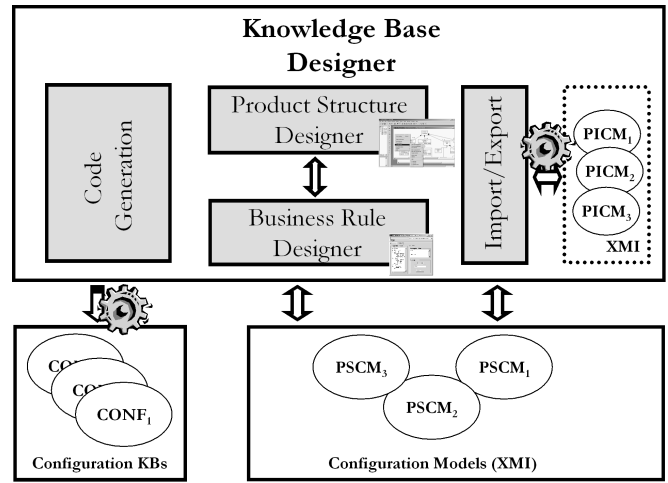 Knowledge Base
Designer
Code
Generation
Product Structure
Designer
Business Rule
Designer
Import/Export
PICM1
PICM2
PICM3
XMI
CONF1
Configuration KBs
PSCM3
PSCM1
PSCM2
Configuration Models (XMI)